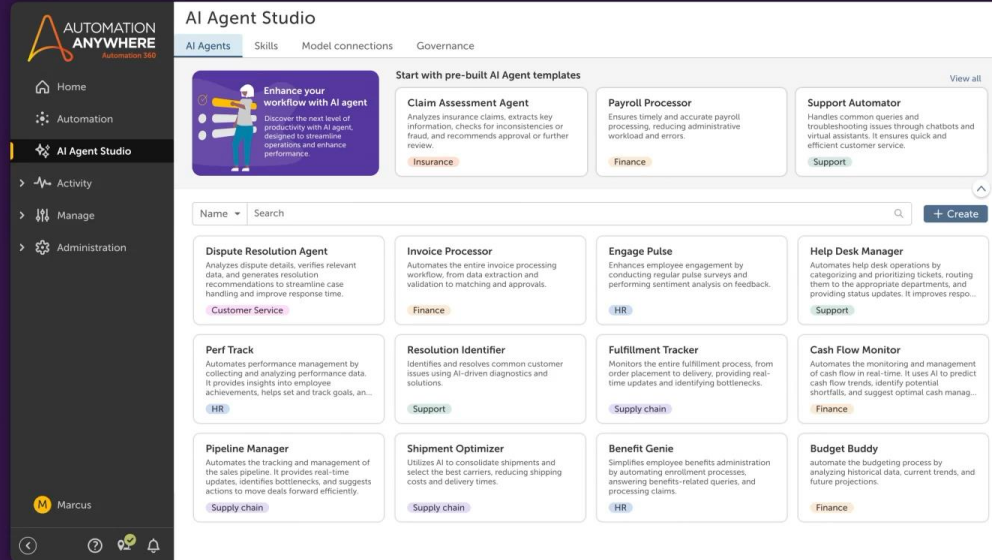 AUTOMATION
ANYWHERE
Automation 360
Home
Automation
AI Agent Studio
Activity
Manage
Administration
M Marcus
AI Agent Studio
AI Agents Skills Model connections Governance
Enhance your
workflow with AI agent
Discover the next level of
productivity with AI agent,
designed to streamline
operations and enhance
performance.
Start with pre-built AI Agent templates
View all
Claim Assessment Agent
Analyzes insurance claims, extracts key
information, checks for inconsistencies or
fraud, and recommends approval or further
review.
Insurance
Payroll Processor
Ensures timely and accurate payroll
processing, reducing administrative
workload and errors.
Finance
Support Automator
Handles common queries and
troubleshooting issues through chatbots and
virtual assistants. It ensures quick and
efficient customer service.
Support
Name Search
+ Create
Dispute Resolution Agent
Analyzes dispute details, verifies relevant
data, and generates resolution
recommendations to streamline case
handling and improve response time.
Customer Service
Invoice Processor
Automates the entire invoice processing
workflow, from data extraction and
validation to matching and approvals.
Finance
Engage Pulse
Enhances employee engagement by
conducting regular pulse surveys and
performing sentiment analysis on feedback.
HR
Help Desk Manager
Automates help desk operations by
categorizing and prioritizing tickets, routing
them to the appropriate departments, and
providing status updates. It improves respo...
Support
Perf Track
Automates performance management by
collecting and analyzing performance data.
It provides insights into employee
achievements, helps set and track goals, an...
HR
Resolution Identifier
Identifies and resolves common customer
issues using AI-driven diagnostics and
solutions.
Support
Fulfillment Tracker
Monitors the entire fulfillment process, from
order placement to delivery, providing real-
time updates and identifying bottlenecks.
Supply chain
Cash Flow Monitor
Automates the monitoring and management
of cash flow in real-time. It uses AI to predict
cash flow trends, identify potential
shortfalls, and suggest optimal cash manag...
Finance
Pipeline Manager
Automates the tracking and management of
the sales pipeline. It provides real-time
updates, identifies bottlenecks, and suggests
actions to move deals forward efficiently.
Supply chain
Shipment Optimizer
Utilizes AI to consolidate shipments and
select the best carriers, reducing shipping
costs and delivery times.
Supply chain
Benefit Genie
Simplifies employee benefits administration
by automating enrollment processes,
answering benefits-related queries, and
processing claims.
HR
Budget Buddy
automate the budgeting process by
analyzing historical data, current trends, and
future projections.
Finance